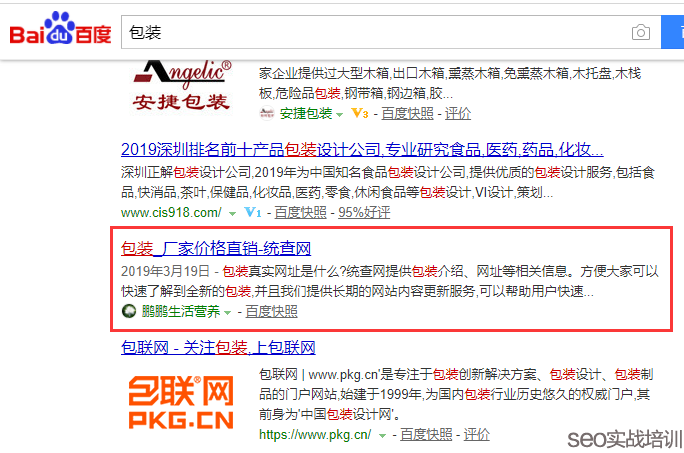 Bai du 百度
包装
Angelic®
安捷包装
家企业提供过大型木箱,出口木箱,熏蒸木箱,免熏蒸木箱,木托盘,木栈
板,危险品包装,钢带箱,钢边箱,胶...
安捷包装 V3 - 百度快照 - 评价
2019深圳排名前十产品包装设计公司,专业研究食品,医药,药品,化妆...
深圳正解包装设计公司,2019年为中国知名食品包装设计公司,提供优质的包装设计服务,包括食
品,快消品,茶叶,保健品,化妆品,医药,零食,休闲食品等包装设计,VI设计,策划...
www.cls918.com/ V1 - 百度快照 - 95%好评
包装_厂家价格直销-统查网
2019年3月19日 - 包装真实网址是什么?统查网提供包装介绍、网址等相关信息。方便大家可以
快速了解到全新的包装,并且我们提供长期的网站内容更新服务,可以帮助用户快速...
鹏鹏生活营养 - 百度快照
包联网 - 关注包装,上包联网
包联®网
PKG.CN
包联网 | www.pkg.cn'是专注于包装创新解决方案、包装设计、包装制
品的门户网站,始建于1999年,为国内包装行业历史悠久的权威门户,其
前身为'中国包装设计网'。
https://www.pkg.cn/ - 百度快照 - 评价
seo实战培训